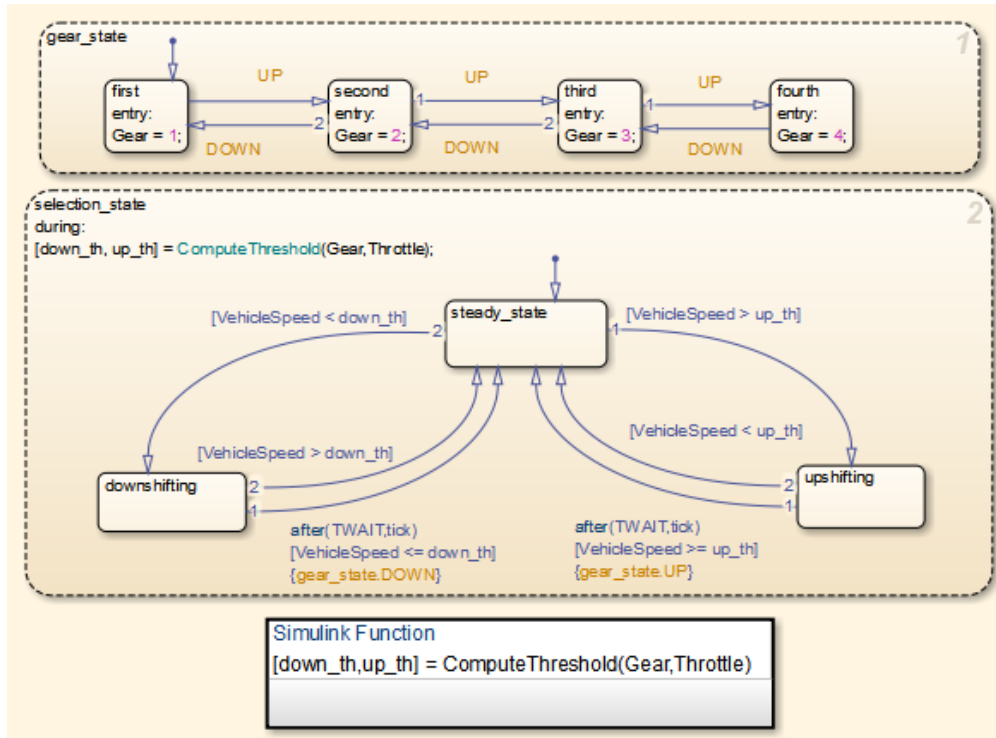 gear_state
1
first
entry:
Gear = 1;
UP
DOWN
second
entry:
Gear = 2;
1
2
UP
DOWN
third
entry:
Gear = 3;
1
2
UP
DOWN
fourth
entry:
Gear = 4;
selection_state
2
during:
[down_th, up_th] = ComputeThreshold(Gear,Throttle);
steady_state
[VehicleSpeed < down_th]
2
1
[VehicleSpeed > up_th]
[VehicleSpeed > down_th]
[VehicleSpeed < up_th]
downshifting
2
1
upshifting
2
1
after(TWAIT,tick)
[VehicleSpeed <= down_th]
{gear_state.DOWN}
after(TWAIT,tick)
[VehicleSpeed >= up_th]
{gear_state.UP}
Simulink Function
[down_th,up_th] = ComputeThreshold(Gear,Throttle)